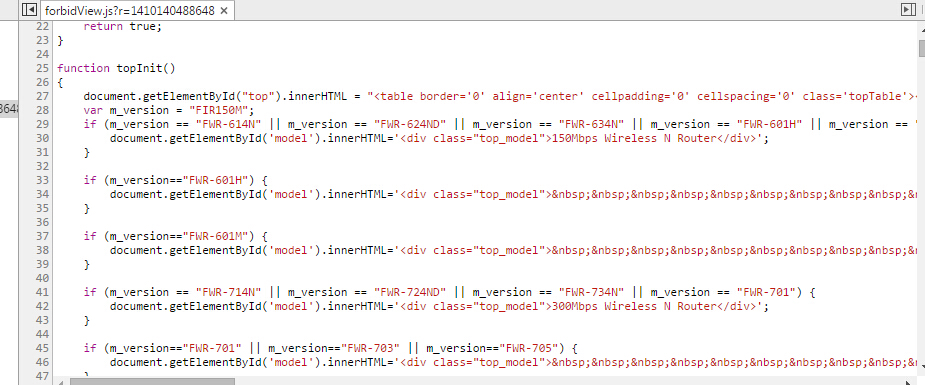 forbidView.js?r=1410140488648 ×
22 return true;
23 }
24
25 function topInit()
26 {
27 document.getElementById("top").innerHTML = "<table border='0' align='center' cellpadding='0' cellspacing='0' class='topTable'><
28 var m_version = "FIR150M";
29 if (m_version == "FWR-614N" || m_version == "FWR-624ND" || m_version == "FWR-634N" || m_version == "FWR-601H" || m_version == "
30 document.getElementById('model').innerHTML='<div class="top_model">150Mbps Wireless N Router</div>';
31 }
32
33 if (m_version=="FWR-601H") {
34 document.getElementById('model').innerHTML='<div class="top_model">&nbsp;&nbsp;&nbsp;&nbsp;&nbsp;&nbsp;&nbsp;&nbsp;&nbsp;&n
35 }
36
37 if (m_version=="FWR-601M") {
38 document.getElementById('model').innerHTML='<div class="top_model">&nbsp;&nbsp;&nbsp;&nbsp;&nbsp;&nbsp;&nbsp;&nbsp;&nbsp;&n
39 }
40
41 if (m_version == "FWR-714N" || m_version == "FWR-724ND" || m_version == "FWR-734N" || m_version == "FWR-701") {
42 document.getElementById('model').innerHTML='<div class="top_model">300Mbps Wireless N Router</div>';
43 }
44
45 if (m_version=="FWR-701" || m_version=="FWR-703" || m_version=="FWR-705") {
46 document.getElementById('model').innerHTML='<div class="top_model">&nbsp;&nbsp;&nbsp;&nbsp;&nbsp;&nbsp;&nbsp;&nbsp;&nbsp;&n
47 }